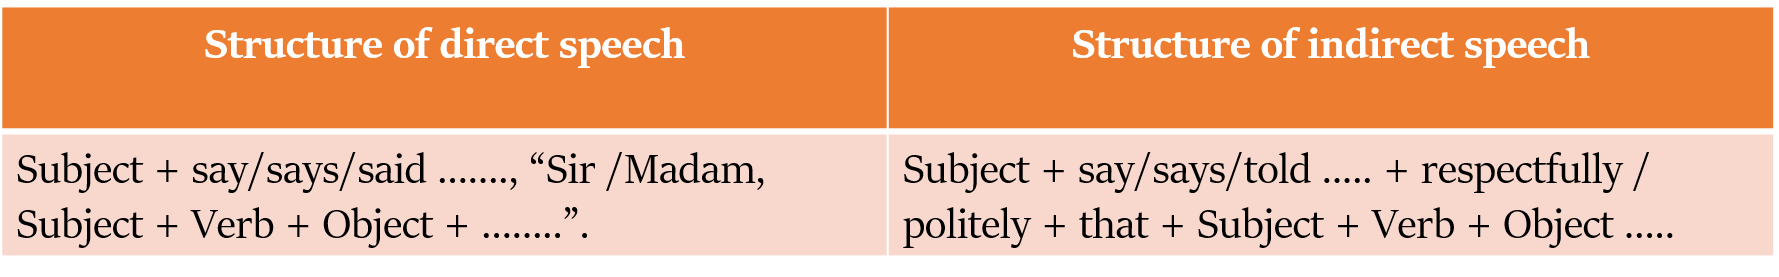 Structure of direct speech
Structure of indirect speech
Subject + say/says/said ......., “Sir /Madam,
Subject + Verb + Object + ........”.
Subject + say/says/told ..... + respectfully /
politely + that + Subject + Verb + Object .....